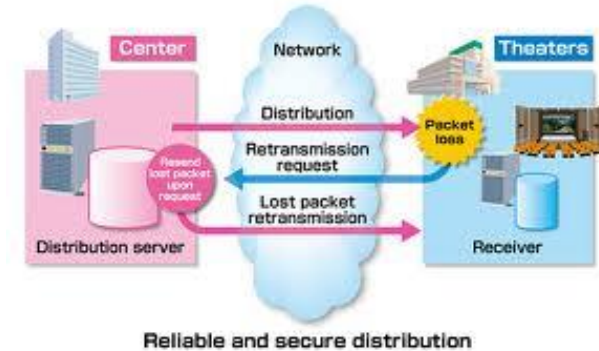 Center
Network
Theaters
Distribution
Packet
loss
Retransmission
request
Resend
lost packet
upon
request
Lost packet
retransmission
Distribution server
Receiver
Reliable and secure distribution